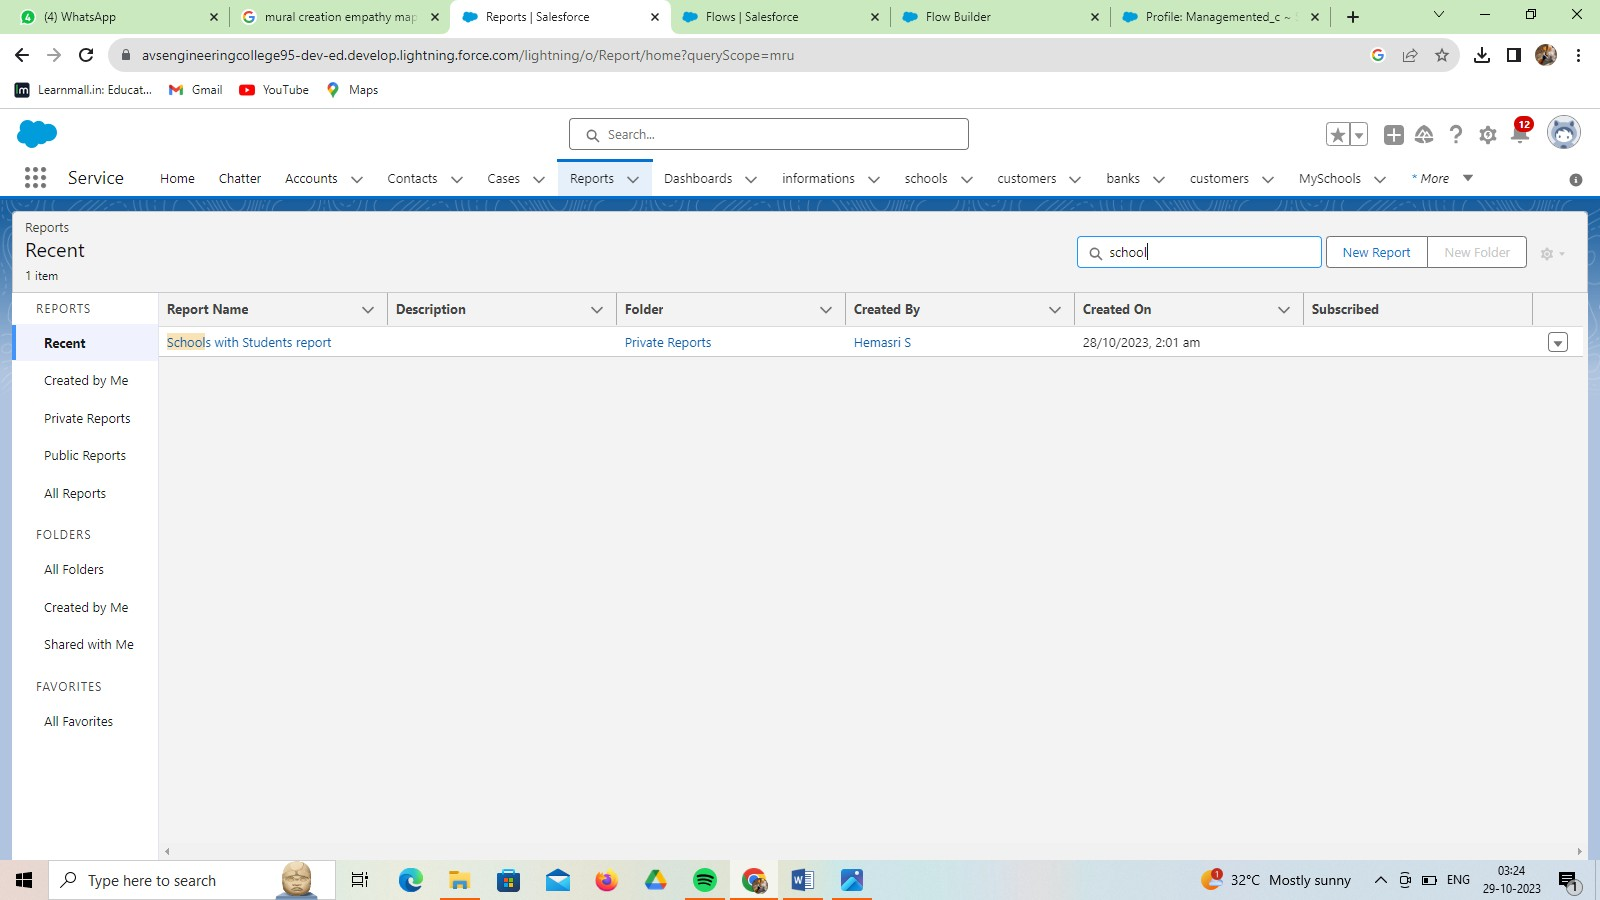 (4) WhatsApp
mural creation empathy map
Reports | Salesforce
Flows | Salesforce
Flow Builder
Profile: Managemented_c ~
avsengineeringcollege95-dev-ed.develop.lightning.force.com/lightning/o/Report/home?queryScope=mru
Learnmall.in: Educat...
Gmail
YouTube
Maps
Search...
12
Service
Home
Chatter
Accounts
Contacts
Cases
Reports
Dashboards
informations
schools
customers
banks
customers
MySchools
* More
Reports
Recent
1 item
school
New Report
New Folder
REPORTS
Recent
Created by Me
Private Reports
Public Reports
All Reports
FOLDERS
All Folders
Created by Me
Shared with Me
FAVORITES
All Favorites
Report Name
Description
Folder
Created By
Created On
Subscribed
Schools with Students report
Private Reports
Hemasri S
28/10/2023, 2:01 am
Type here to search
1
32°C Mostly sunny
ENG
03:24
29-10-2023
1